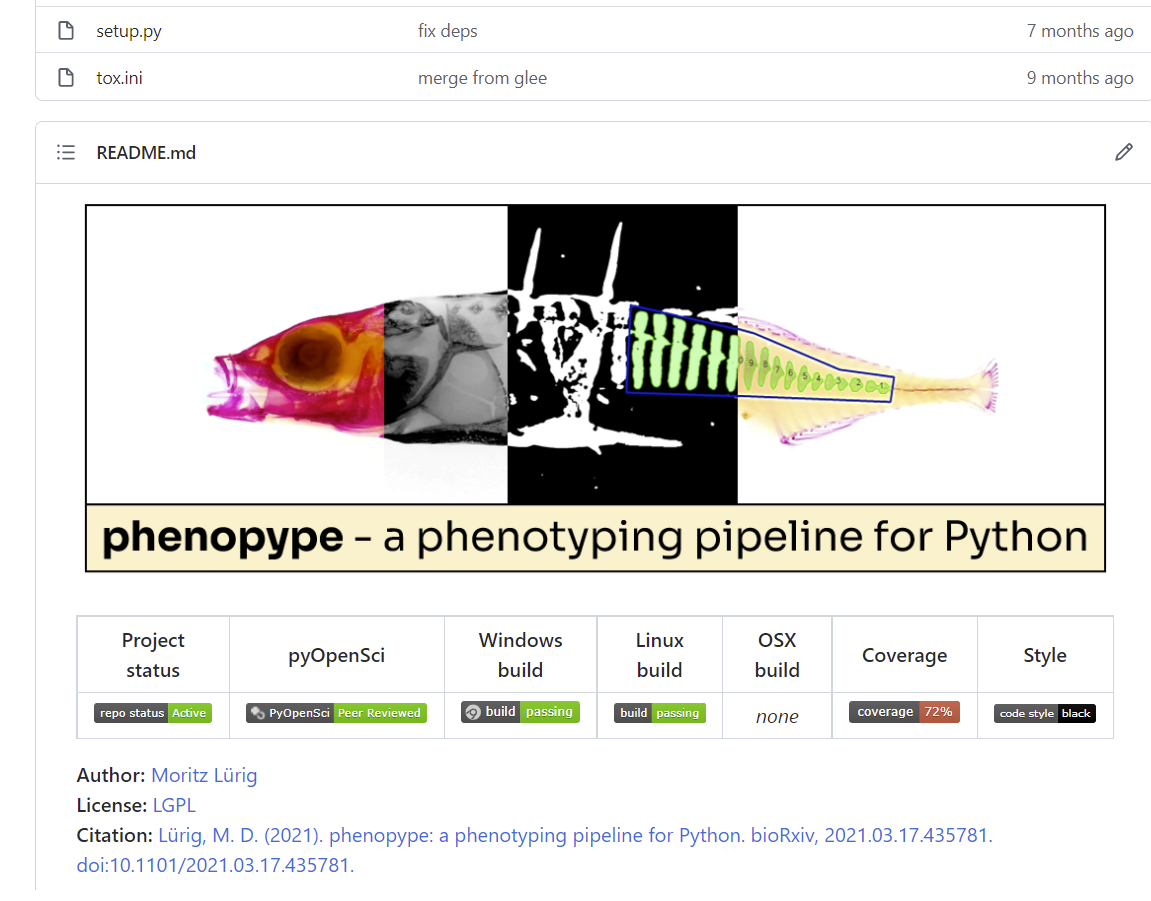 setup.py fix deps 7 months ago
tox.ini merge from glee 9 months ago
README.md
9 8 7 6 5 4 3 2 1
phenopype – a phenotyping pipeline for Python
Project status pyOpenSci Windows build Linux build OSX build Coverage Style
repo status Active PyOpenSci Peer Reviewed build passing build passing none coverage 72% code style black
Author: Moritz Lürig
License: LGPL
Citation: Lürig, M. D. (2021). phenopype: a phenotyping pipeline for Python. bioRxiv, 2021.03.17.435781.
doi:10.1101/2021.03.17.435781.